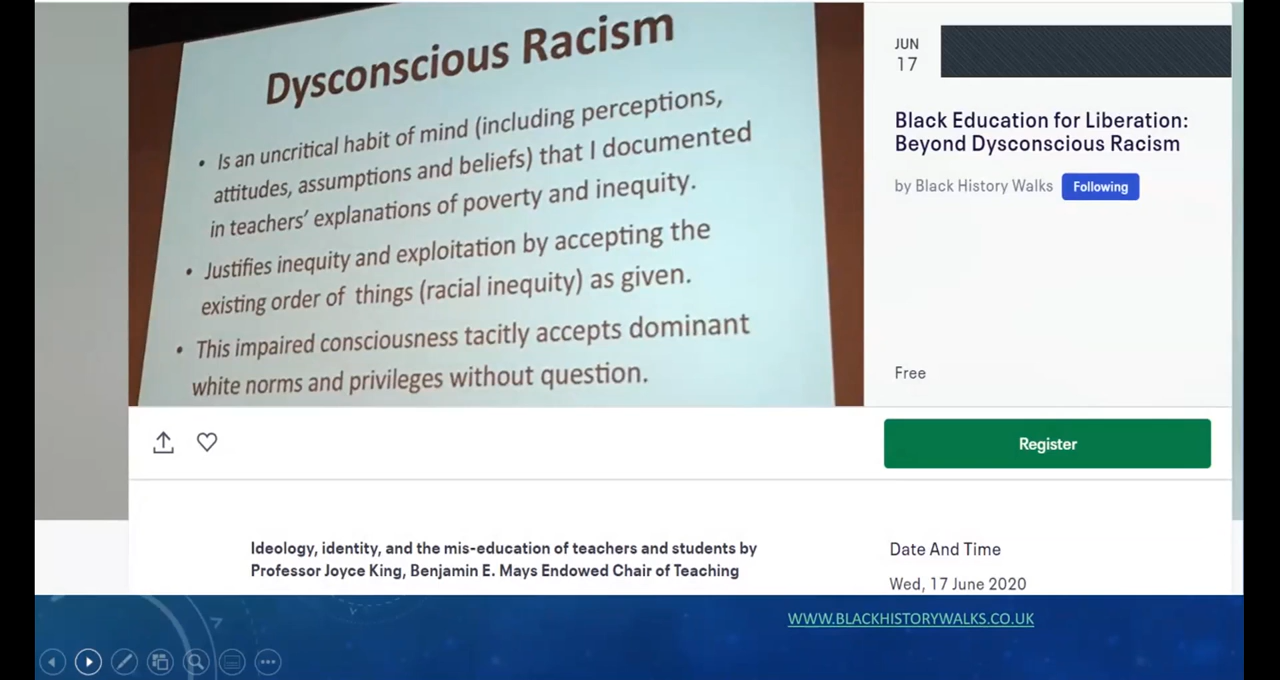 Dysconscious Racism
• Is an uncritical habit of mind (including perceptions,
attitudes, assumptions and beliefs) that I documented
in teachers' explanations of poverty and inequity.
• Justifies inequity and exploitation by accepting the
existing order of things (racial inequity) as given.
• This impaired consciousness tacitly accepts dominant
white norms and privileges without question.
JUN
17
Black Education for Liberation:
Beyond Dysconscious Racism
by Black History Walks Following
Free
Register
Ideology, identity, and the mis-education of teachers and students by
Professor Joyce King, Benjamin E. Mays Endowed Chair of Teaching
Date And Time
Wed, 17 June 2020
WWW.BLACKHISTORYWALKS.CO.UK